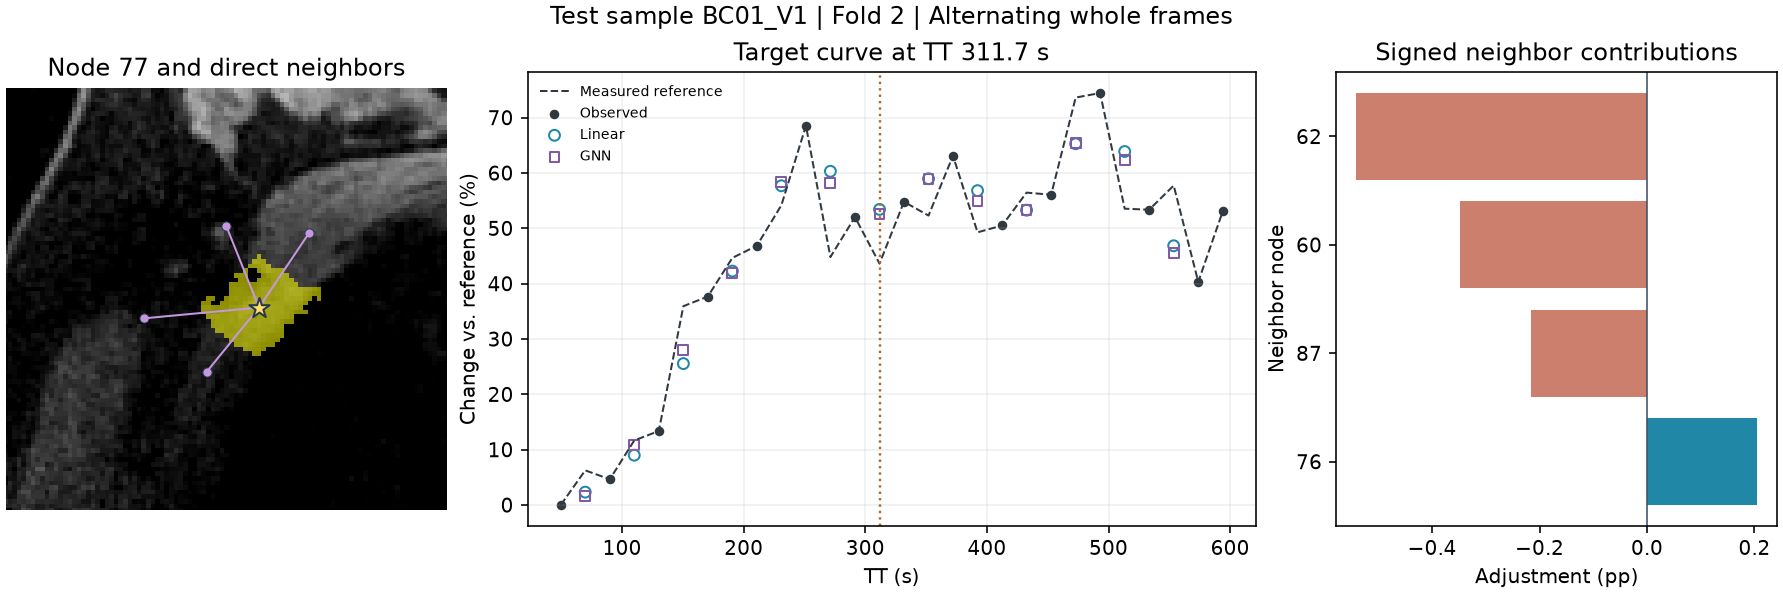 Test sample BC01_V1 | Fold 2 | Alternating whole frames
Node 77 and direct neighbors
Target curve at TT 311.7 s
Measured reference
Observed
Linear
GNN
Change vs. reference (%)
70
60
50
40
30
20
10
0
100 200 300 400 500 600
TT (s)
Signed neighbor contributions
Neighbor node
62
60
87
76
−0.4 −0.2 0.0 0.2
Adjustment (pp)